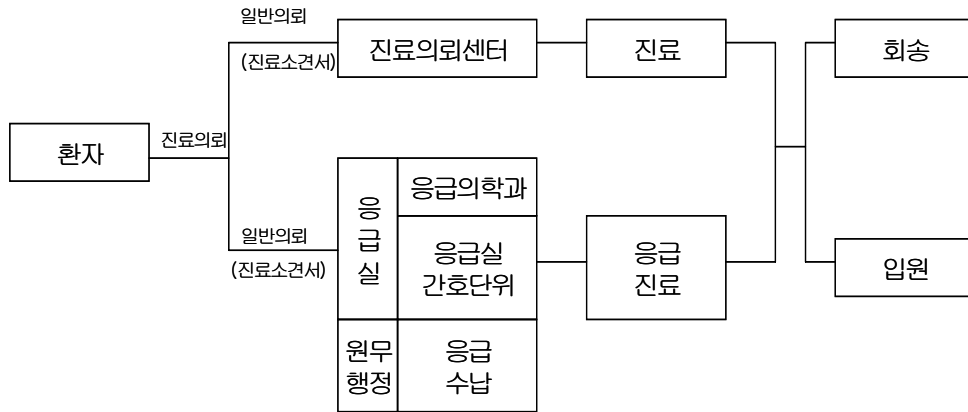 일반의뢰
(진료소견서)
진료의뢰센터
진료
회송
환자
진료의뢰
일반의뢰
(진료소견서)
응
급
실
응급의학과
응급실
간호단위
응급
진료
입원
원무
행정
응급
수납